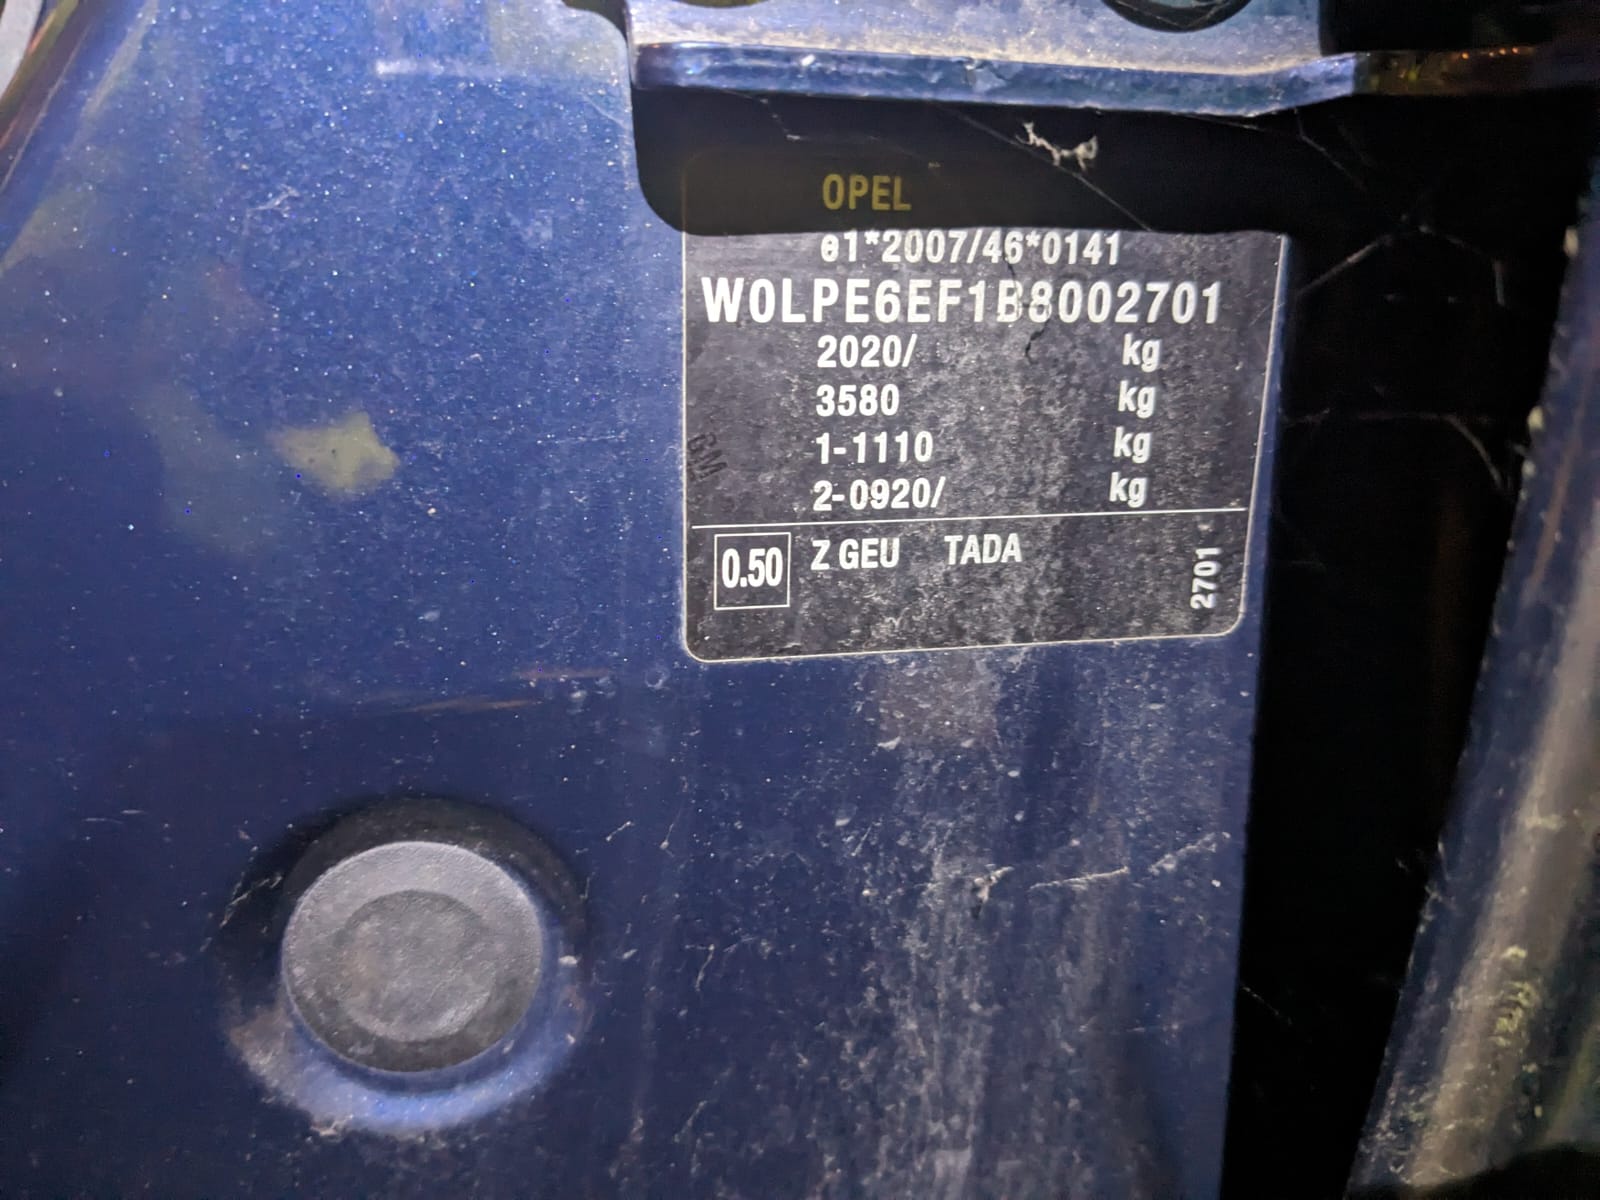 OPEL
e1*2007/46*0141
W0LPE6EF1B8002701
2020/ kg
3580 kg
1-1110 kg
2-0920/ kg
GM
0.50 Z GEU TADA
2701